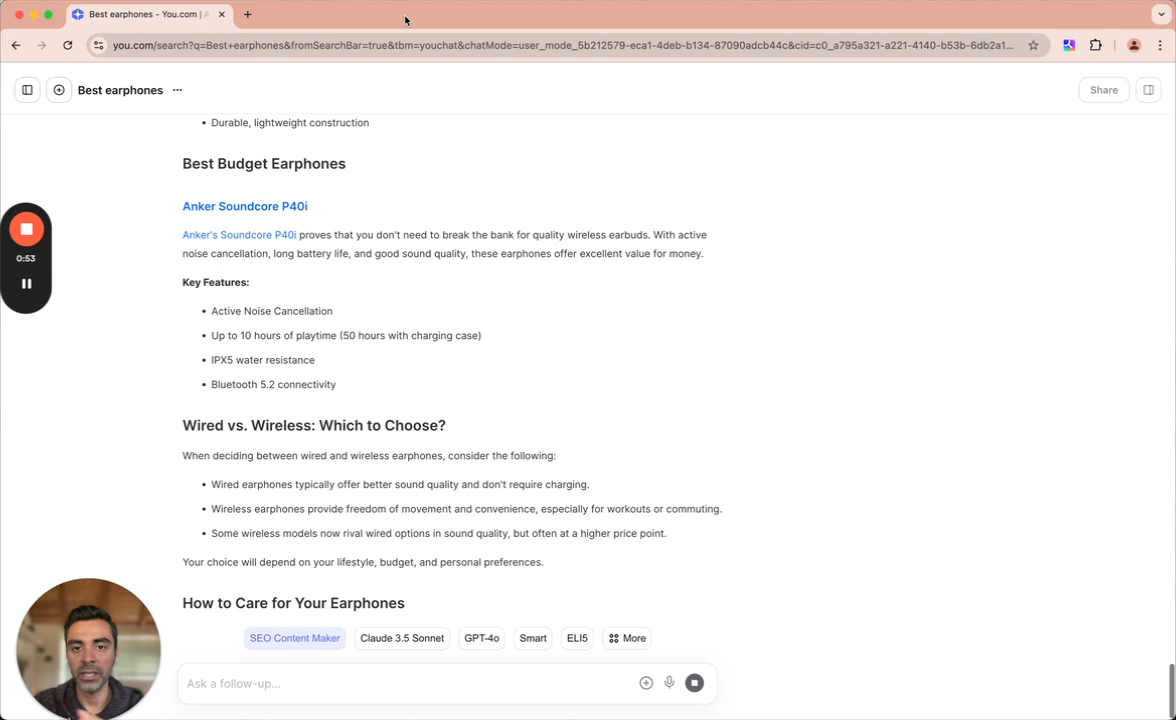 Best earphones – You.com | A
you.com/search?q=Best+earphones&fromSearchBar=true&tbm=youchat&chatMode=user_mode_5b212579-eca1-4deb-b134-87090adcb44c&cid=c0_a795a321-a221-4140-b53b-6db2a1...
Best earphones
Share
• Durable, lightweight construction
Best Budget Earphones
Anker Soundcore P40i
Anker's Soundcore P40i proves that you don't need to break the bank for quality wireless earbuds. With active
noise cancellation, long battery life, and good sound quality, these earphones offer excellent value for money.
0:53
Key Features:
• Active Noise Cancellation
• Up to 10 hours of playtime (50 hours with charging case)
• IPX5 water resistance
• Bluetooth 5.2 connectivity
Wired vs. Wireless: Which to Choose?
When deciding between wired and wireless earphones, consider the following:
• Wired earphones typically offer better sound quality and don't require charging.
• Wireless earphones provide freedom of movement and convenience, especially for workouts or commuting.
• Some wireless models now rival wired options in sound quality, but often at a higher price point.
Your choice will depend on your lifestyle, budget, and personal preferences.
How to Care for Your Earphones
SEO Content Maker Claude 3.5 Sonnet GPT-4o Smart ELI5 More
Ask a follow-up...